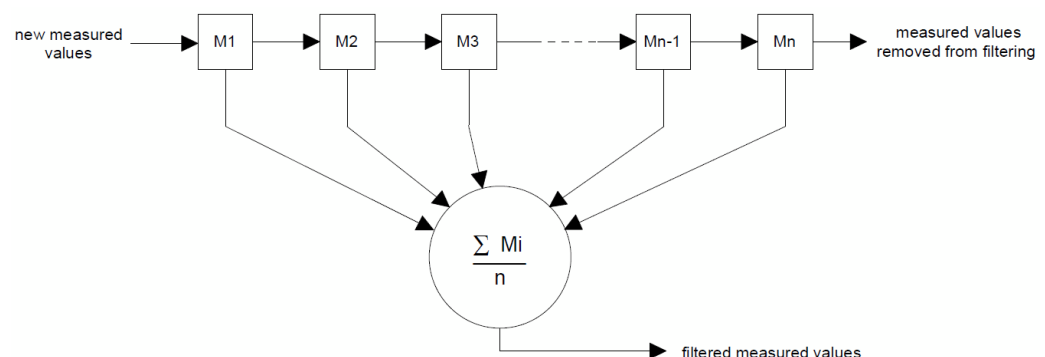 new measured
values
M1
M2
M3
Mn-1
Mn
measured values
removed from filtering
∑ Mi
n
filtered measured values